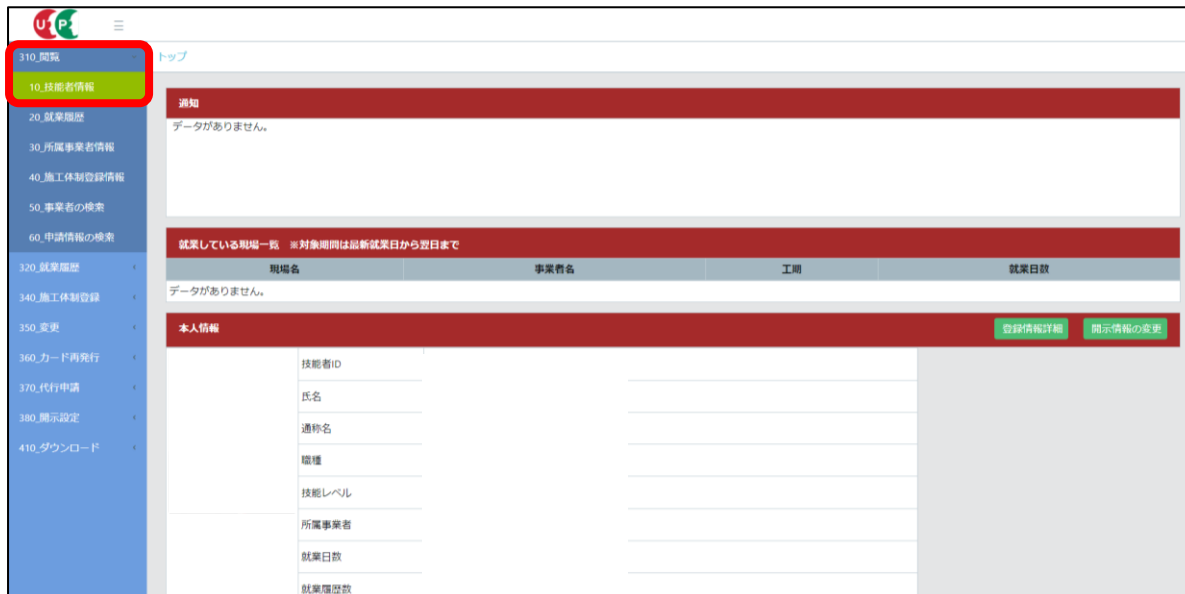 U P
310_閲覧
10_技能者情報
20_就業履歴
30_所属事業者情報
40_施工体制登録情報
50_事業者の検索
60_申請情報の検索
320_就業履歴
340_施工体制登録
350_変更
360_カード再発行
370_代行申請
380_開示設定
410_ダウンロード
トップ
通知
データがありません。
就業している現場一覧 ※対象期間は最新就業日から翌日まで
現場名 事業者名 工期 就業日数
データがありません。
本人情報 登録情報詳細 開示情報の変更
技能者ID
氏名
通称名
職種
技能レベル
所属事業者
就業日数
就業履歴数